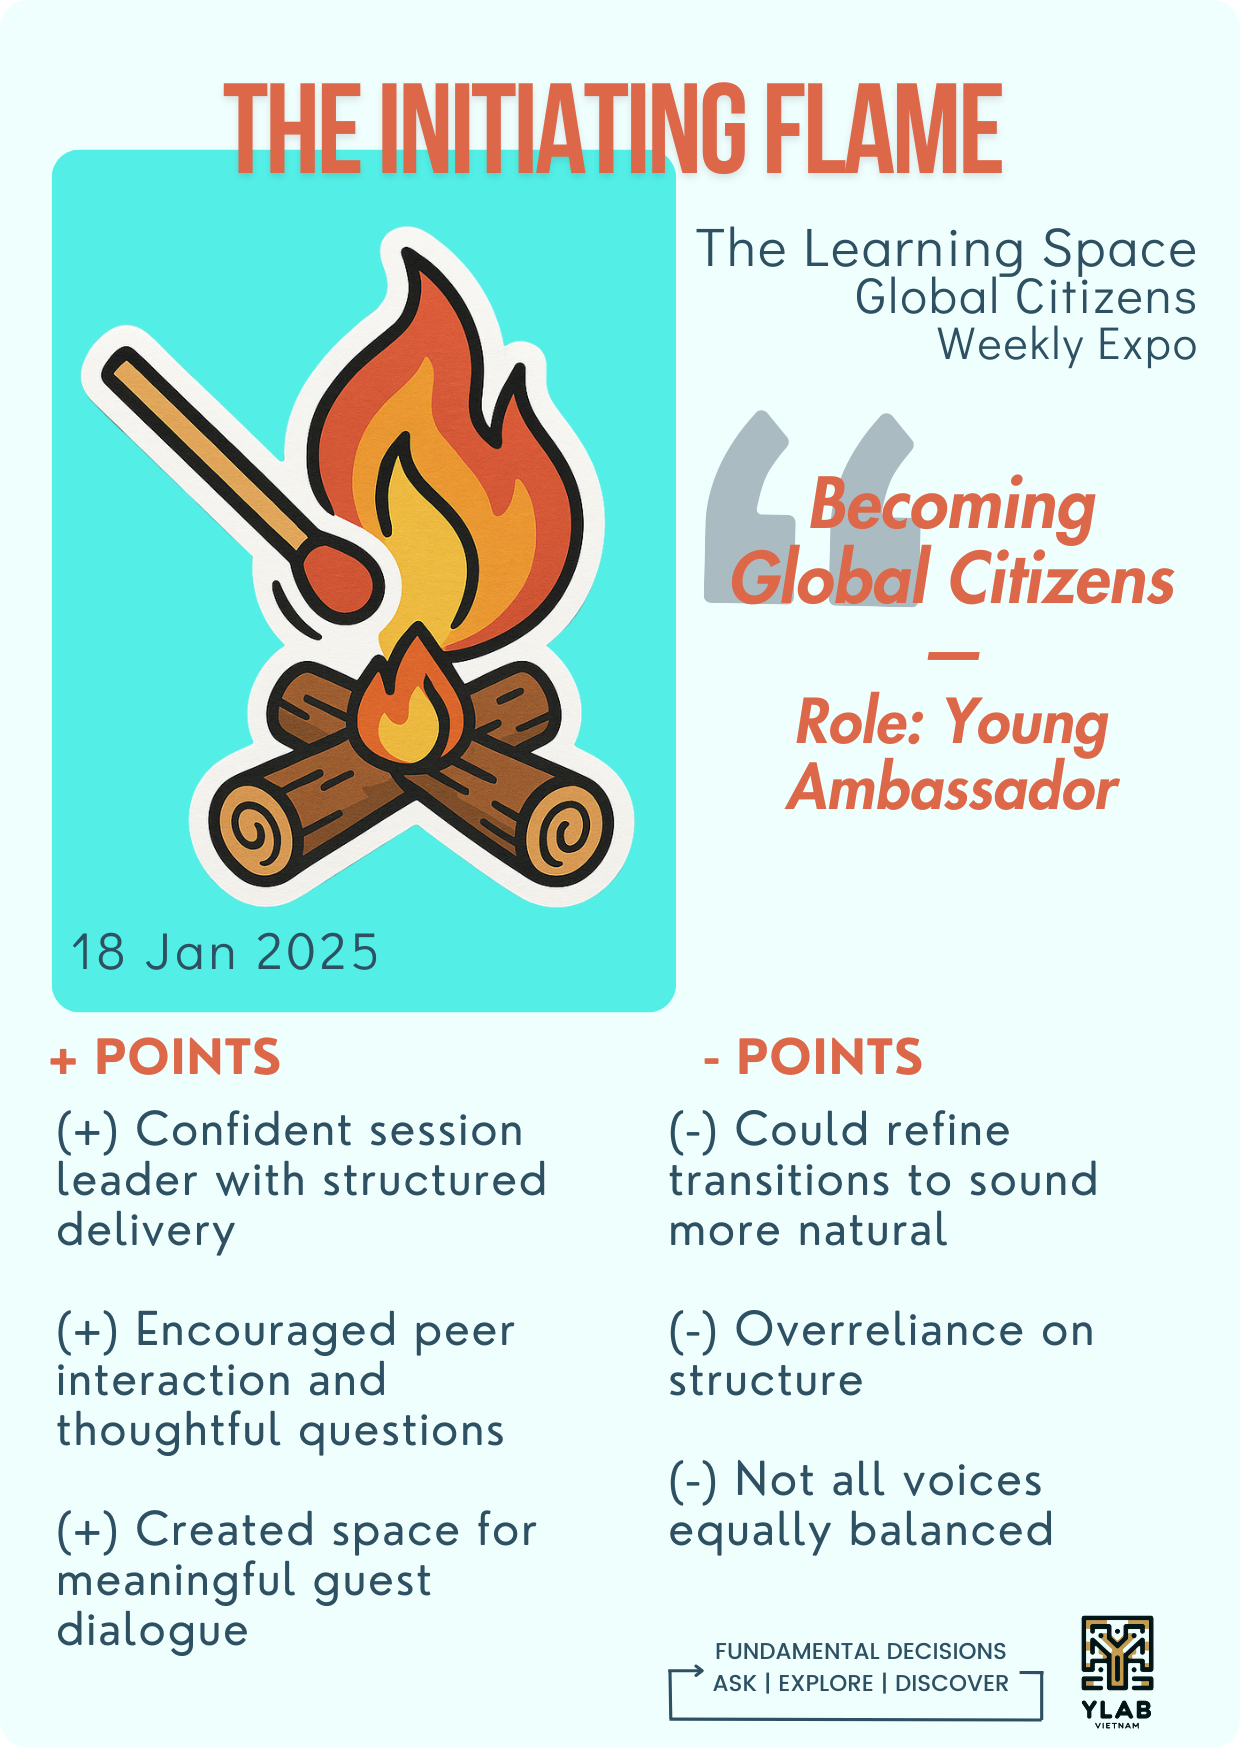 THE INITIATING FLAME
The Learning Space
Global Citizens
Weekly Expo
Becoming
Global Citizens
—
Role: Young
Ambassador
18 Jan 2025
+ POINTS
(+) Confident session
leader with structured
delivery
(+) Encouraged peer
interaction and
thoughtful questions
(+) Created space for
meaningful guest
dialogue
- POINTS
(-) Could refine
transitions to sound
more natural
(-) Overreliance on
structure
(-) Not all voices
equally balanced
FUNDAMENTAL DECISIONS
ASK | EXPLORE | DISCOVER
YLAB
VIETNAM